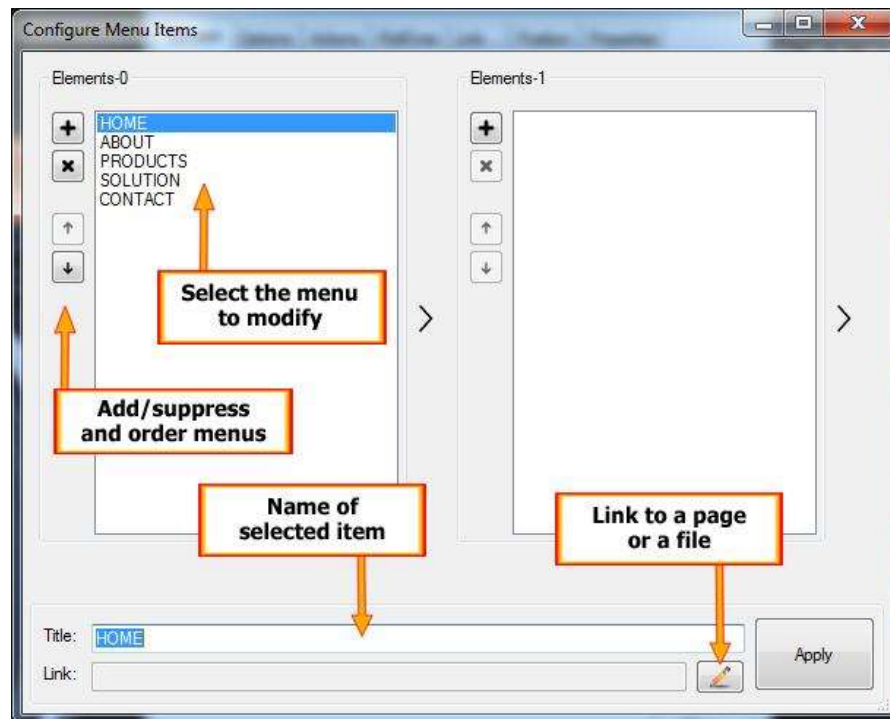 Configure Menu Items
Elements-0
Elements-1
HOME
ABOUT
PRODUCTS
SOLUTION
CONTACT
Select the menu
to modify
Add/suppress
and order menus
Name of
selected item
Link to a page
or a file
Title:
HOME
Link:
Apply